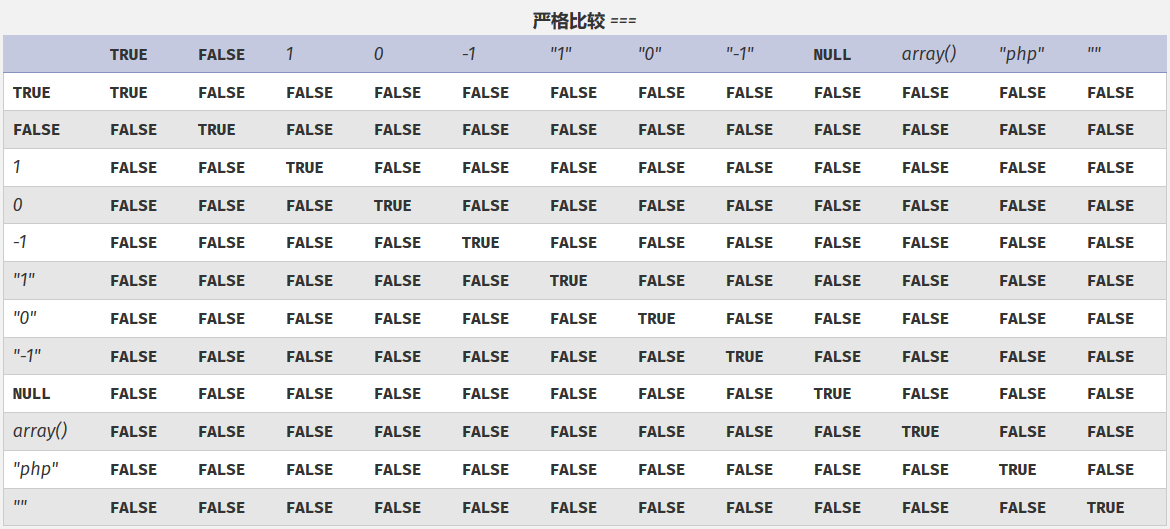 严格比较 ===
TRUE FALSE 1 0 -1 "1" "0" "-1" NULL array() "php" ""
TRUE TRUE FALSE FALSE FALSE FALSE FALSE FALSE FALSE FALSE FALSE FALSE FALSE
FALSE FALSE TRUE FALSE FALSE FALSE FALSE FALSE FALSE FALSE FALSE FALSE FALSE
1 FALSE FALSE TRUE FALSE FALSE FALSE FALSE FALSE FALSE FALSE FALSE FALSE
0 FALSE FALSE FALSE TRUE FALSE FALSE FALSE FALSE FALSE FALSE FALSE FALSE
-1 FALSE FALSE FALSE FALSE TRUE FALSE FALSE FALSE FALSE FALSE FALSE FALSE
"1" FALSE FALSE FALSE FALSE FALSE TRUE FALSE FALSE FALSE FALSE FALSE FALSE
"0" FALSE FALSE FALSE FALSE FALSE FALSE TRUE FALSE FALSE FALSE FALSE FALSE
"-1" FALSE FALSE FALSE FALSE FALSE FALSE FALSE TRUE FALSE FALSE FALSE FALSE
NULL FALSE FALSE FALSE FALSE FALSE FALSE FALSE FALSE TRUE FALSE FALSE FALSE
array() FALSE FALSE FALSE FALSE FALSE FALSE FALSE FALSE FALSE TRUE FALSE FALSE
"php" FALSE FALSE FALSE FALSE FALSE FALSE FALSE FALSE FALSE FALSE TRUE FALSE
"" FALSE FALSE FALSE FALSE FALSE FALSE FALSE FALSE FALSE FALSE FALSE TRUE